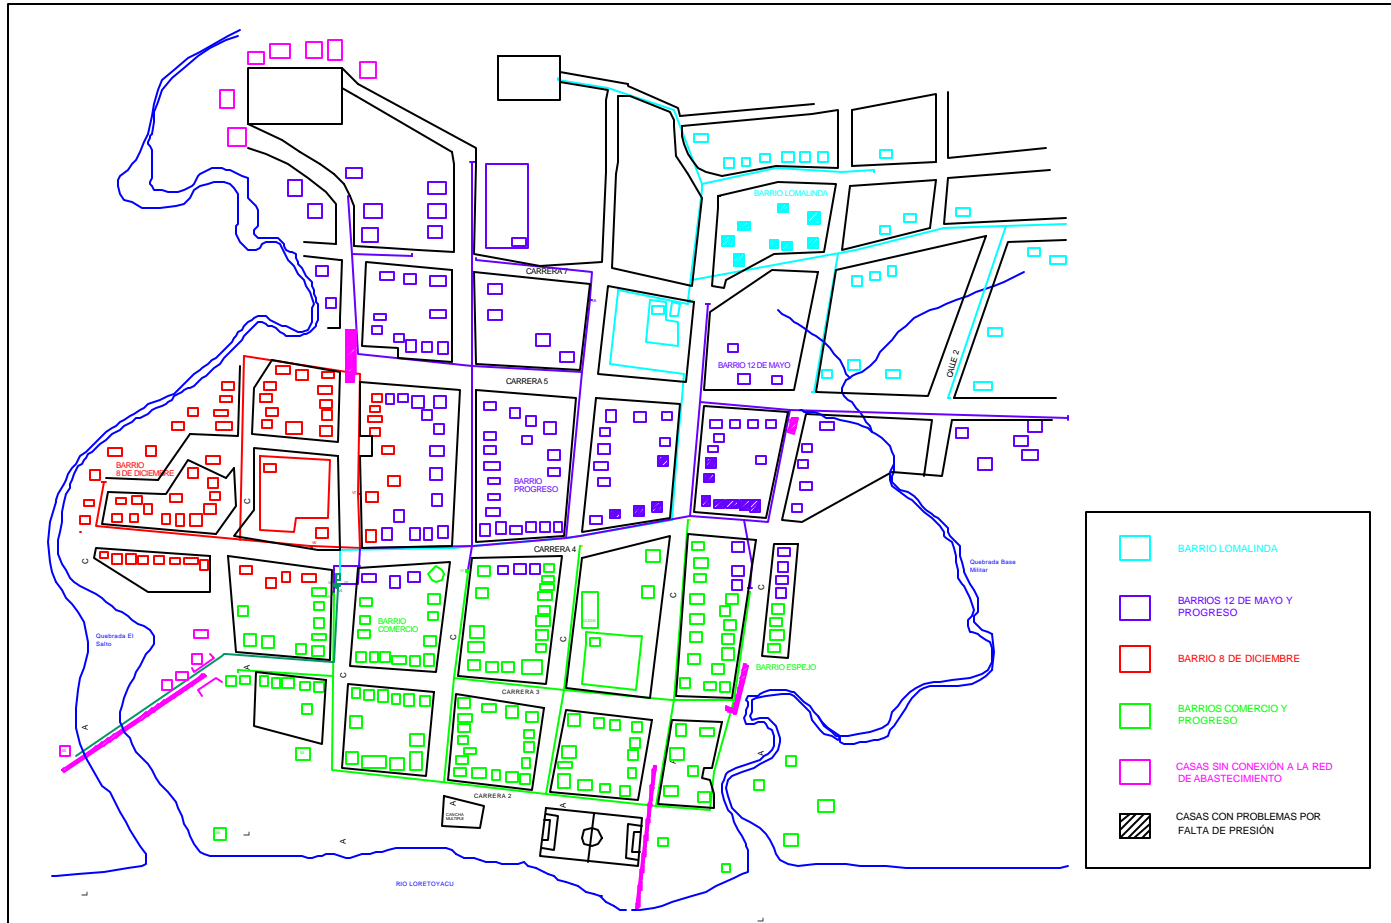 BARRIO LOMALINDA
CARRERA 7
CALLE 2
BARRIO 12 DE MAYO
CARRERA 5
BARRIO
8 DE DICIEMBRE
BARRIO
PROGRESO
C
CARRERA 4
C
C
Quebrada Base
Militar
BARRIO
COMERCIO
C
C
C
Quebrada El
Salto
A
C
BARRIO ESPEJO
CARRERA 3
A
A
A
CARRERA 2
A
A
CANCHA
MULTIPLE
L
A
RIO LORETOYACU
L
L
BARRIO LOMALINDA
BARRIOS 12 DE MAYO Y
PROGRESO
BARRIO 8 DE DICIEMBRE
BARRIOS COMERCIO Y
PROGRESO
CASAS SIN CONEXIÓN A LA RED
DE ABASTECIMIENTO
CASAS CON PROBLEMAS POR
FALTA DE PRESIÓN